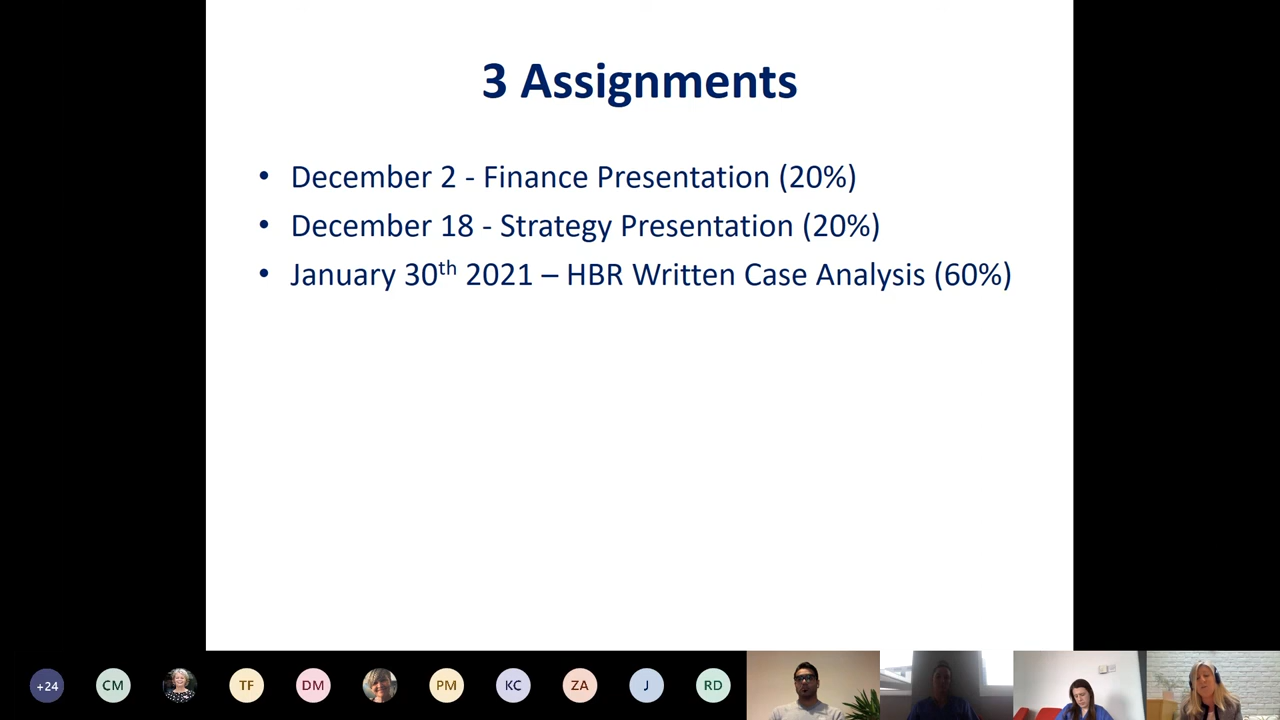 3 Assignments
• December 2 - Finance Presentation (20%)
• December 18 - Strategy Presentation (20%)
• January 30th 2021 – HBR Written Case Analysis (60%)
+24 CM TF DM PM KC ZA J RD